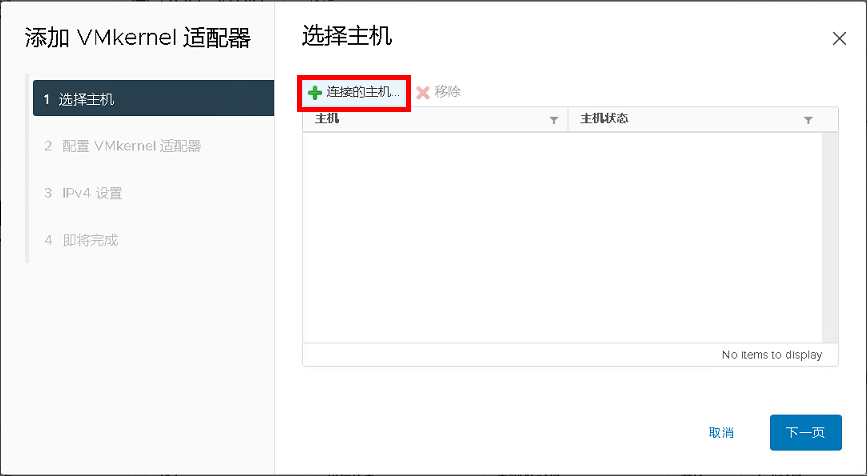 添加 VMkernel 适配器
1 选择主机
2 配置 VMkernel 适配器
3 IPv4 设置
4 即将完成
选择主机
连接的主机... 移除
主机 主机状态
No items to display
取消 下一页